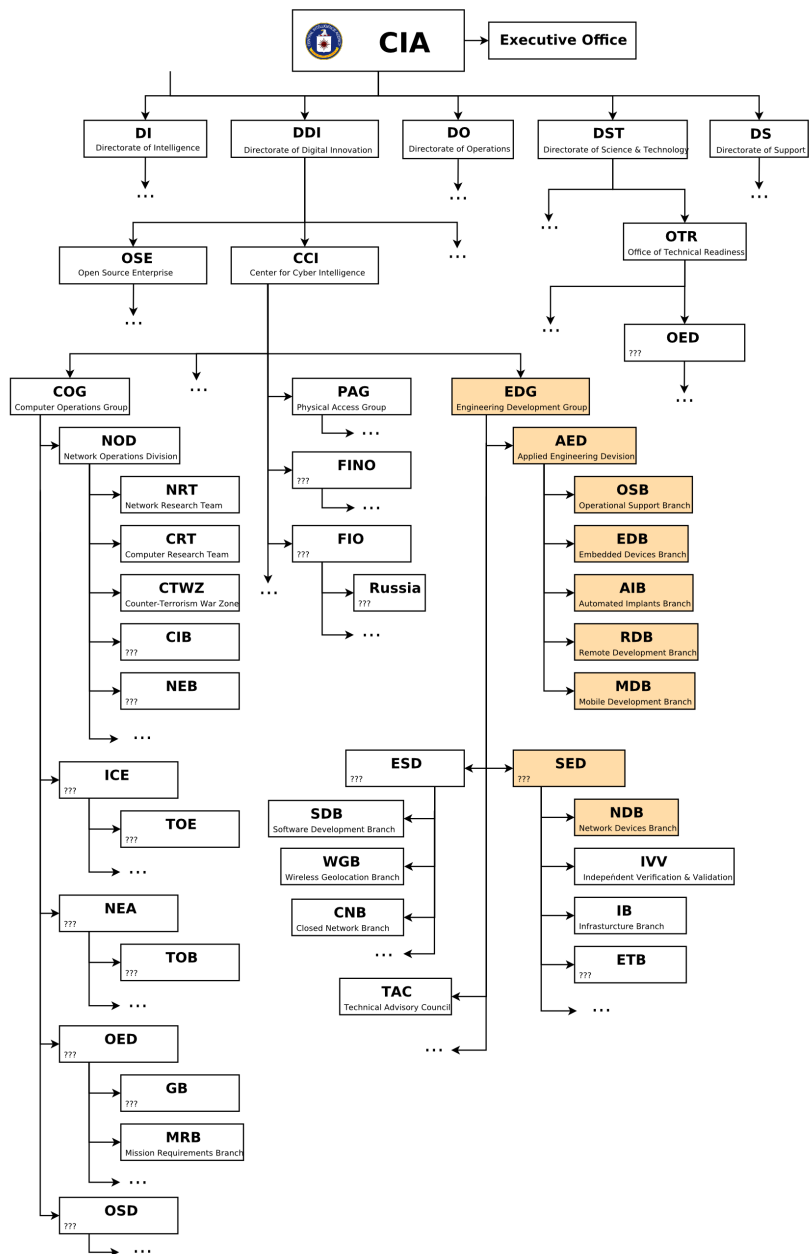 CIA
Executive Office
DI
Directorate of Intelligence
DDI
Directorate of Digital Innovation
DO
Directorate of Operations
DST
Directorate of Science & Technology
DS
Directorate of Support
...
...
...
...
OSE
Open Source Enterprise
CCI
Center for Cyber Intelligence
...
OTR
Office of Technical Readiness
...
...
OED
???
...
COG
Computer Operations Group
...
PAG
Physical Access Group
...
EDG
Engineering Development Group
NOD
Network Operations Division
NRT
Network Research Team
CRT
Computer Research Team
CTWZ
Counter-Terrorism War Zone
CIB
???
NEB
???
...
FINO
???
...
FIO
???
Russia
???
...
...
AED
Applied Engineering Devision
OSB
Operational Support Branch
EDB
Embedded Devices Branch
AIB
Automated Implants Branch
RDB
Remote Development Branch
MDB
Mobile Development Branch
ICE
???
TOE
???
...
NEA
???
TOB
???
...
OED
???
GB
???
MRB
Mission Requirements Branch
...
OSD
???
...
ESD
???
SDB
Software Development Branch
WGB
Wireless Geolocation Branch
CNB
Closed Network Branch
...
TAC
Technical Advisory Council
...
SED
???
NDB
Network Devices Branch
IVV
Independent Verification & Validation
IB
Infrasturcture Branch
ETB
???
...